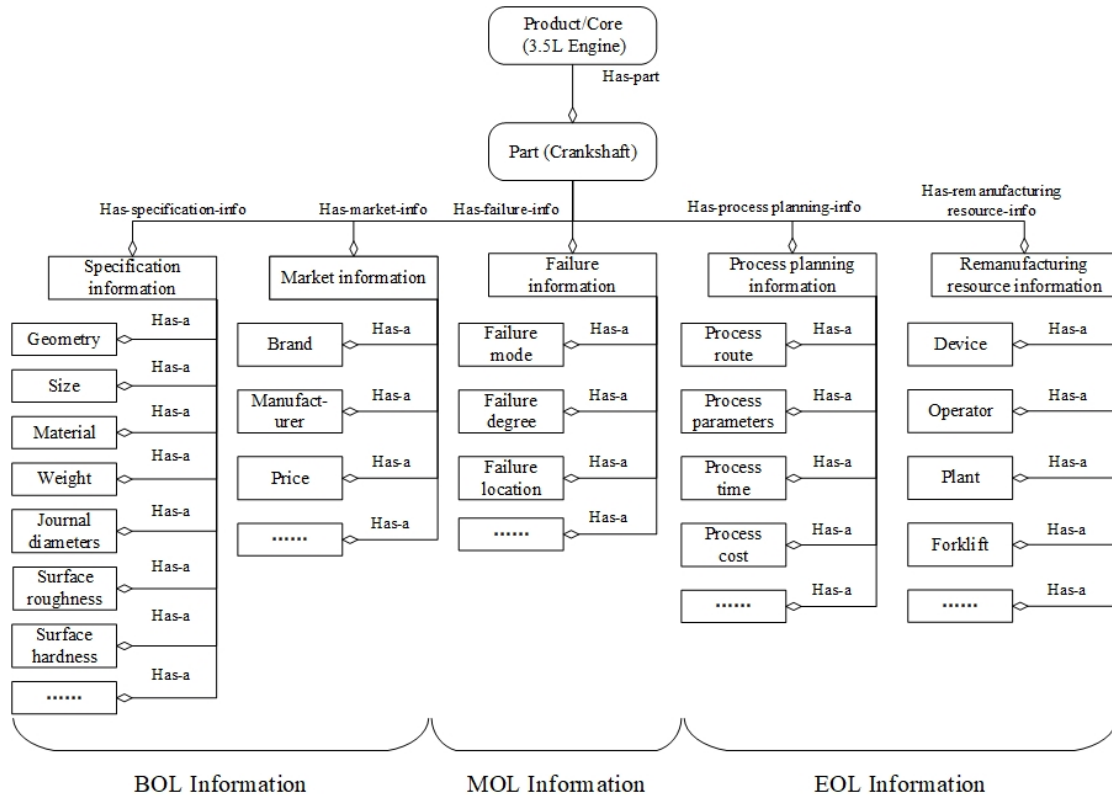 Product/Core
(3.5L Engine)
Has-part
Part (Crankshaft)
Has-specification-info
Has-market-info
Has-failure-info
Has-process planning-info
Has-remanufacturing
resource-info
Specification
information
Geometry
Has-a
Size
Has-a
Material
Has-a
Weight
Has-a
Journal
diameters
Has-a
Surface
roughness
Has-a
Surface
hardness
Has-a
......
Has-a
Market information
Brand
Has-a
Manufact-
urer
Has-a
Price
Has-a
......
Has-a
Failure
information
Failure
mode
Has-a
Failure
degree
Has-a
Failure
location
Has-a
......
Has-a
Process planning
information
Process
route
Has-a
Process
parameters
Has-a
Process
time
Has-a
Process
cost
Has-a
......
Has-a
Remanufacturing
resource information
Device
Has-a
Operator
Has-a
Plant
Has-a
Forklift
Has-a
......
Has-a
BOL Information
MOL Information
EOL Information